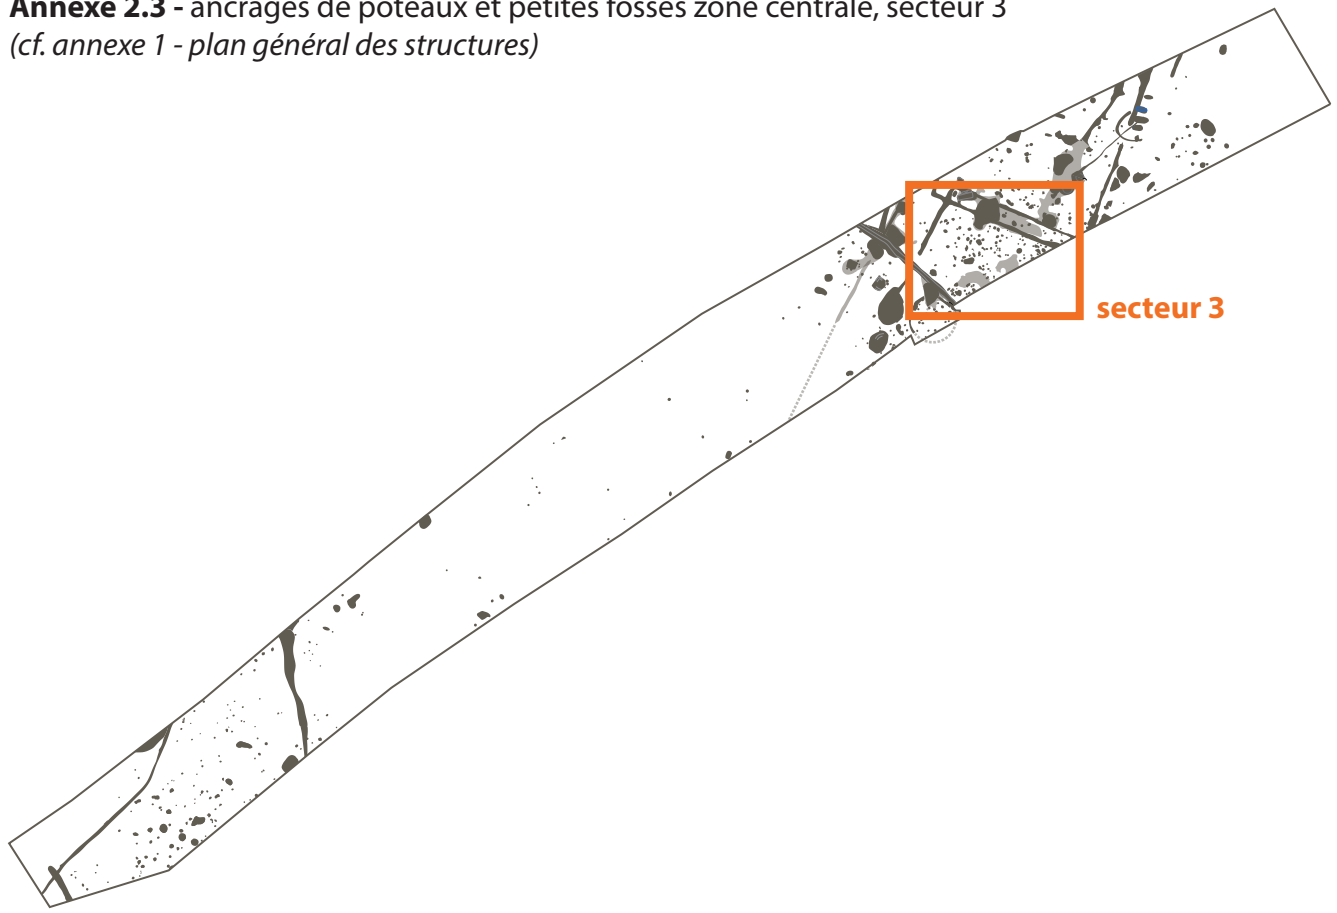 Annexe 2.3 - ancrages de poteaux et petites fosses zone centrale, secteur 3
(cf. annexe 1 - plan général des structures)
secteur 3